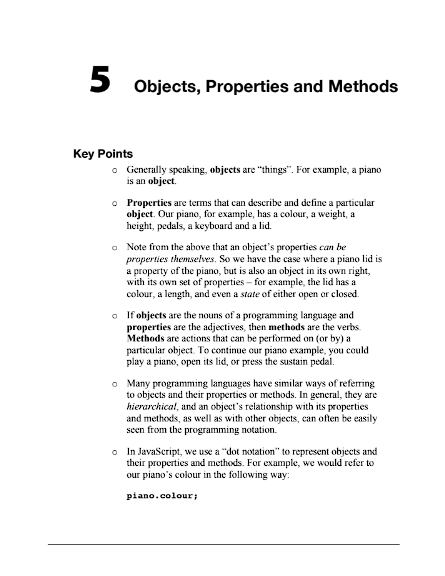 5 Objects, Properties and Methods
Key Points
o Generally speaking, objects are “things”. For example, a piano
is an object.
o Properties are terms that can describe and define a particular
object. Our piano, for example, has a colour, a weight, a
height, pedals, a keyboard and a lid.
o Note from the above that an object’s properties can be
properties themselves. So we have the case where a piano lid is
a property of the piano, but is also an object in its own right,
with its own set of properties – for example, the lid has a
colour, a length, and even a state of either open or closed.
o If objects are the nouns of a programming language and
properties are the adjectives, then methods are the verbs.
Methods are actions that can be performed on (or by) a
particular object. To continue our piano example, you could
play a piano, open its lid, or press the sustain pedal.
o Many programming languages have similar ways of referring
to objects and their properties or methods. In general, they are
hierarchical, and an object’s relationship with its properties
and methods, as well as with other objects, can often be easily
seen from the programming notation.
o In JavaScript, we use a “dot notation” to represent objects and
their properties and methods. For example, we would refer to
our piano’s colour in the following way:
piano.colour;